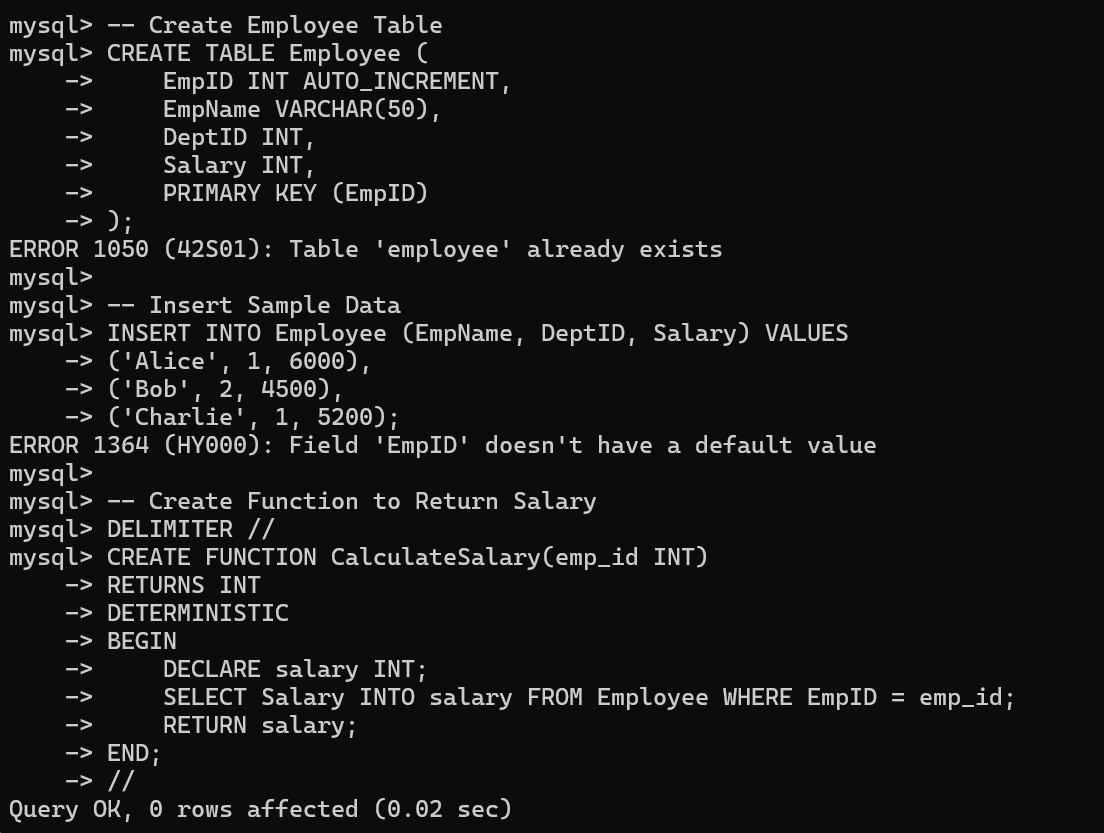 mysql> -- Create Employee Table
mysql> CREATE TABLE Employee (
    ->     EmpID INT AUTO_INCREMENT,
    ->     EmpName VARCHAR(50),
    ->     DeptID INT,
    ->     Salary INT,
    ->     PRIMARY KEY (EmpID)
    -> );
ERROR 1050 (42S01): Table 'employee' already exists
mysql>
mysql> -- Insert Sample Data
mysql> INSERT INTO Employee (EmpName, DeptID, Salary) VALUES
    -> ('Alice', 1, 6000),
    -> ('Bob', 2, 4500),
    -> ('Charlie', 1, 5200);
ERROR 1364 (HY000): Field 'EmpID' doesn't have a default value
mysql>
mysql> -- Create Function to Return Salary
mysql> DELIMITER //
mysql> CREATE FUNCTION CalculateSalary(emp_id INT)
    -> RETURNS INT
    -> DETERMINISTIC
    -> BEGIN
    ->     DECLARE salary INT;
    ->     SELECT Salary INTO salary FROM Employee WHERE EmpID = emp_id;
    ->     RETURN salary;
    -> END;
    -> //
Query OK, 0 rows affected (0.02 sec)